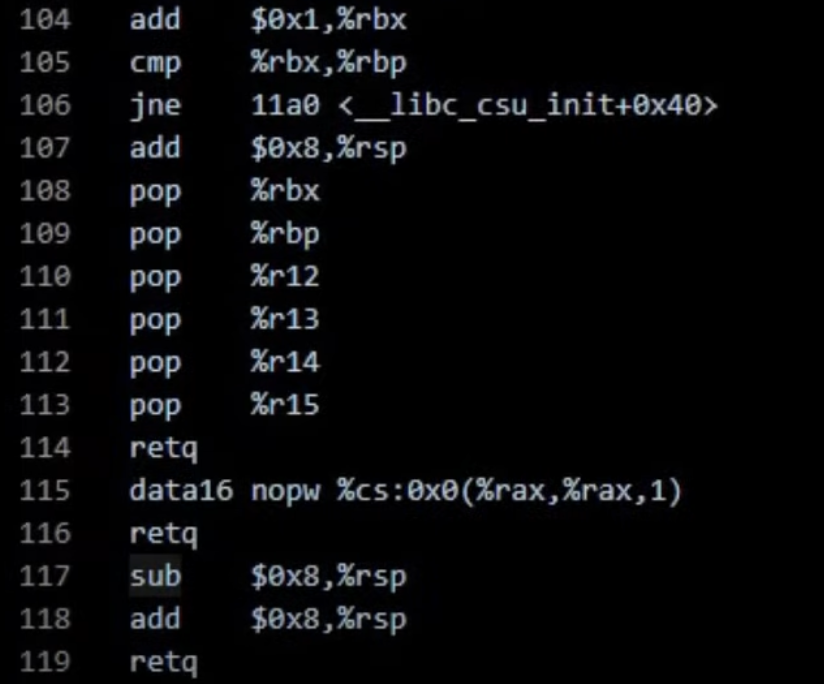 104 add $0x1,%rbx
105 cmp %rbx,%rbp
106 jne 11a0 <__libc_csu_init+0x40>
107 add $0x8,%rsp
108 pop %rbx
109 pop %rbp
110 pop %r12
111 pop %r13
112 pop %r14
113 pop %r15
114 retq
115 data16 nopw %cs:0x0(%rax,%rax,1)
116 retq
117 sub $0x8,%rsp
118 add $0x8,%rsp
119 retq